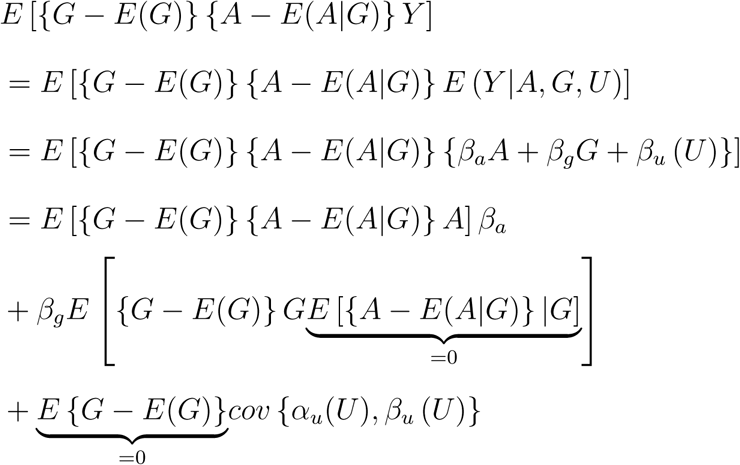 E [{G − E(G)} {A − E(A|G)} Y]
= E [{G − E(G)} {A − E(A|G)} E (Y|A, G, U)]
= E [{G − E(G)} {A − E(A|G)} {β_a A + β_g G + β_u (U)}]
= E [{G − E(G)} {A − E(A|G)} A] β_a
+ β_g E [{G − E(G)} G E [{A − E(A|G)} |G]]
=0
+ E {G − E(G)} cov {α_u(U), β_u (U)}
=0